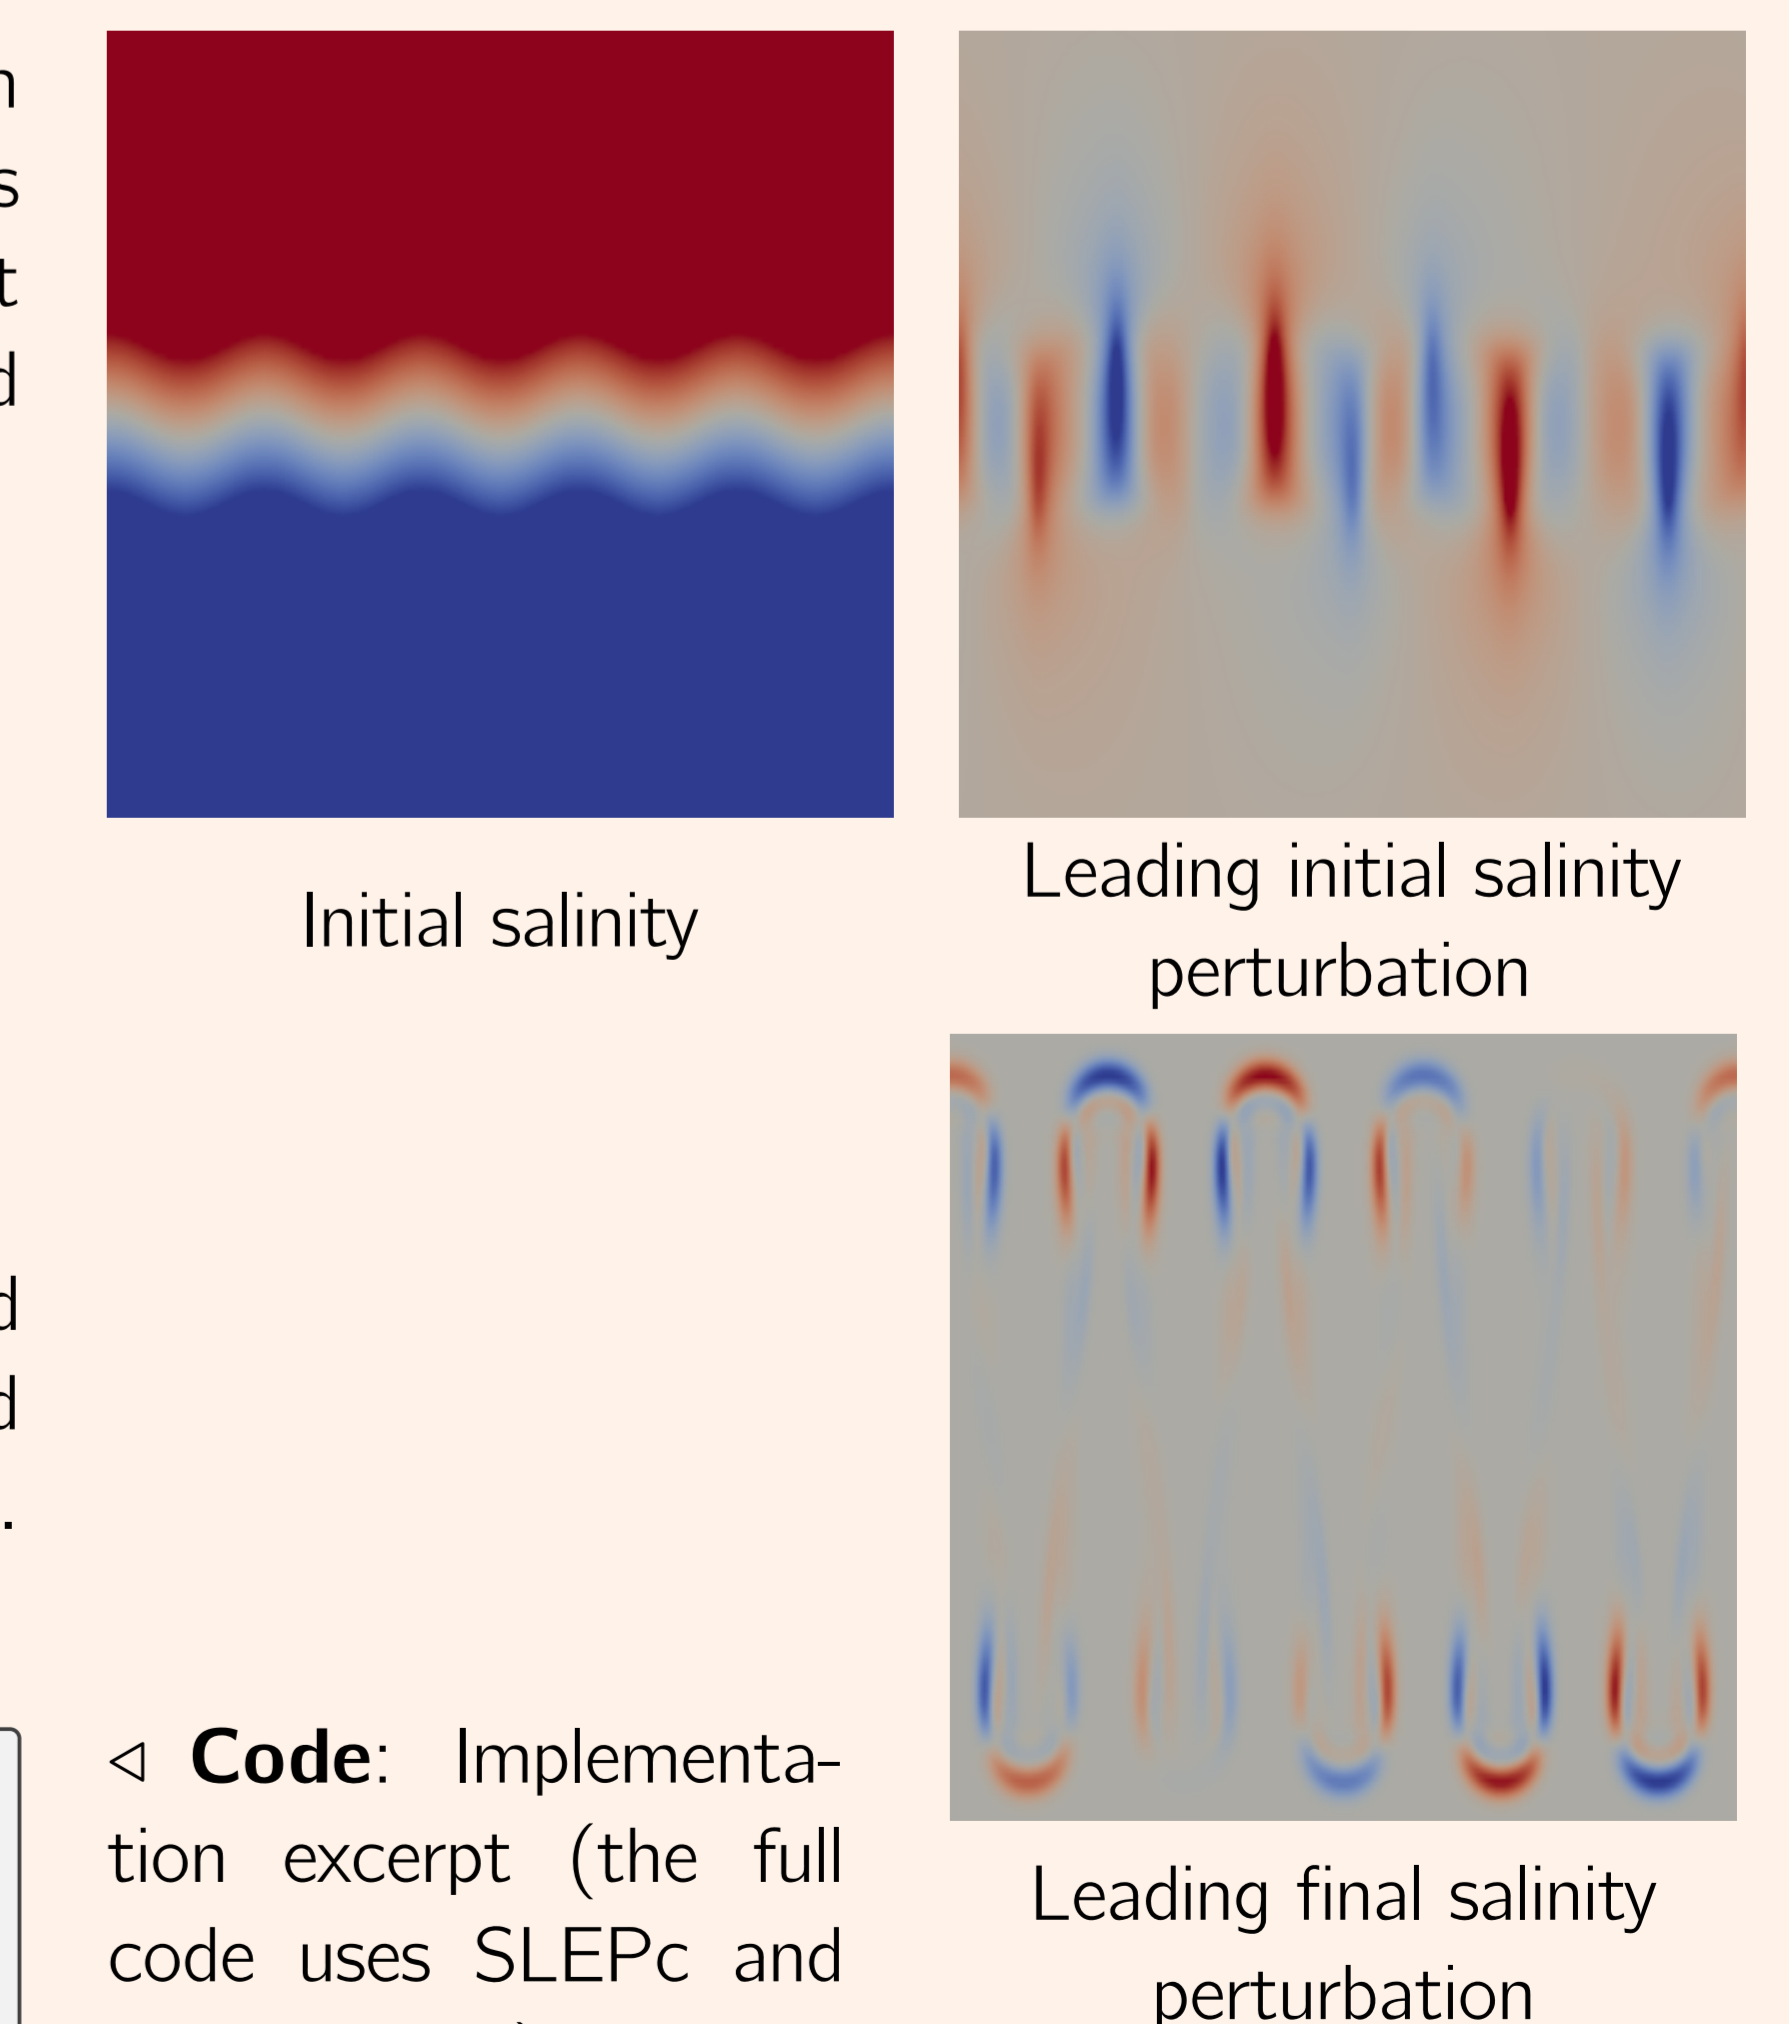 n
s
t
d
Initial salinity
Leading initial salinity
perturbation
d
d
.
◁ Code: Implementa-
tion excerpt (the full
code uses SLEPc and
Leading final salinity
perturbation